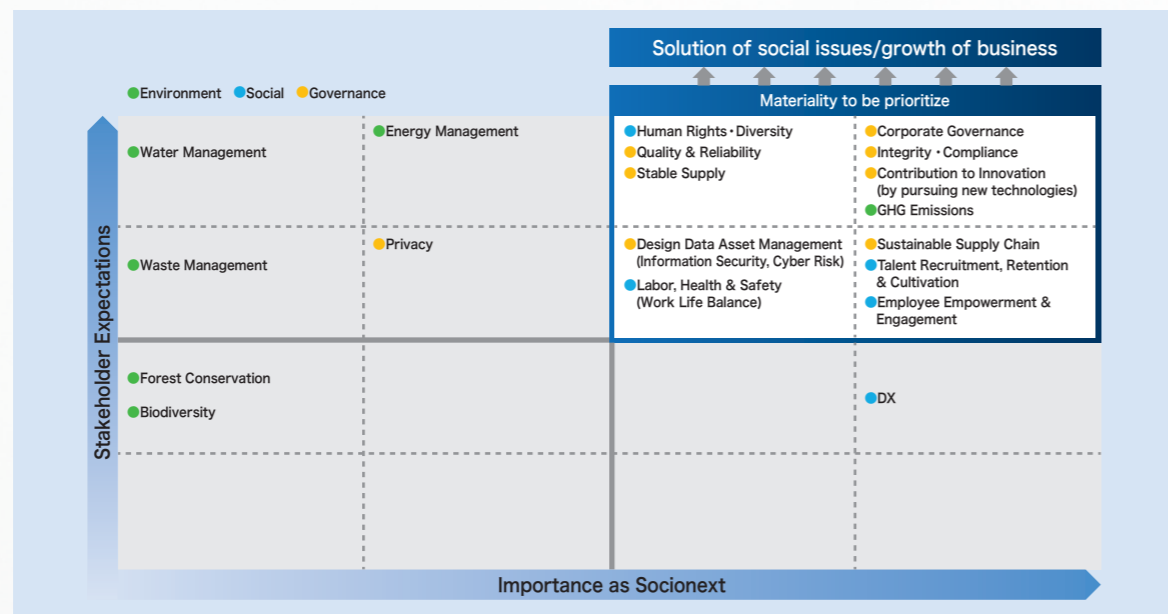 Solution of social issues/growth of business
Environment Social Governance
Materiality to be prioritize
Stakeholder Expectations
Water Management
Energy Management
Human Rights・Diversity
Quality & Reliability
Stable Supply
Corporate Governance
Integrity・Compliance
Contribution to Innovation
(by pursuing new technologies)
GHG Emissions
Waste Management
Privacy
Design Data Asset Management
(Information Security, Cyber Risk)
Labor, Health & Safety
(Work Life Balance)
Sustainable Supply Chain
Talent Recruitment, Retention
& Cultivation
Employee Empowerment &
Engagement
Forest Conservation
Biodiversity
DX
Importance as Socionext